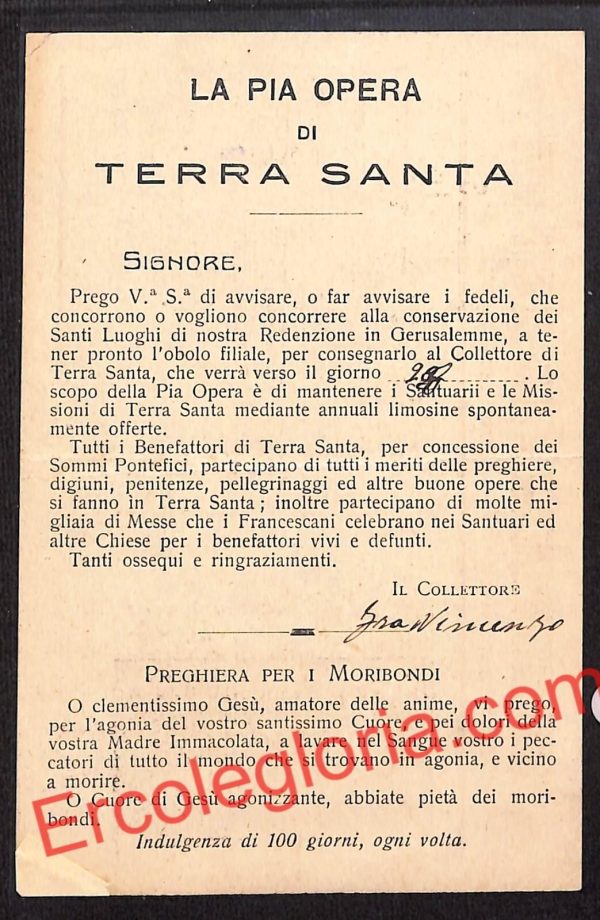 LA PIA OPERA
DI
TERRA SANTA
SIGNORE,
Prego V.ª S.ª di avvisare, o far avvisare i fedeli, che
concorrono o vogliono concorrere alla conservazione dei
Santi Luoghi di nostra Redenzione in Gerusalemme, a te-
ner pronto l'obolo filiale, per consegnarlo al Collettore di
Terra Santa, che verrà verso il giorno . Lo
scopo della Pia Opera è di mantenere i Santuarii e le Mis-
sioni di Terra Santa mediante annuali limosine spontanea-
mente offerte.
Tutti i Benefattori di Terra Santa, per concessione dei
Sommi Pontefici, partecipano di tutti i meriti delle preghiere,
digiuni, penitenze, pellegrinaggi ed altre buone opere che
si fanno in Terra Santa ; inoltre partecipano di molte mi-
gliaia di Messe che i Francescani celebrano nei Santuari ed
altre Chiese per i benefattori vivi e defunti.
Tanti ossequi e ringraziamenti.
IL COLLETTORE
Fra Vincenzo
PREGHIERA PER I MORIBONDI
O clementissimo Gesù, amatore delle anime, vi prego,
per l'agonia del vostro santissimo Cuore, e pei dolori della
vostra Madre Immacolata, a lavare nel Sangue vostro i pec-
catori di tutto il mondo che si trovano in agonia, e vicino
a morire.
O Cuore di Gesù agonizzante, abbiate pietà dei mori-
bondi.
Indulgenza di 100 giorni, ogni volta.
Ercolegloria.com